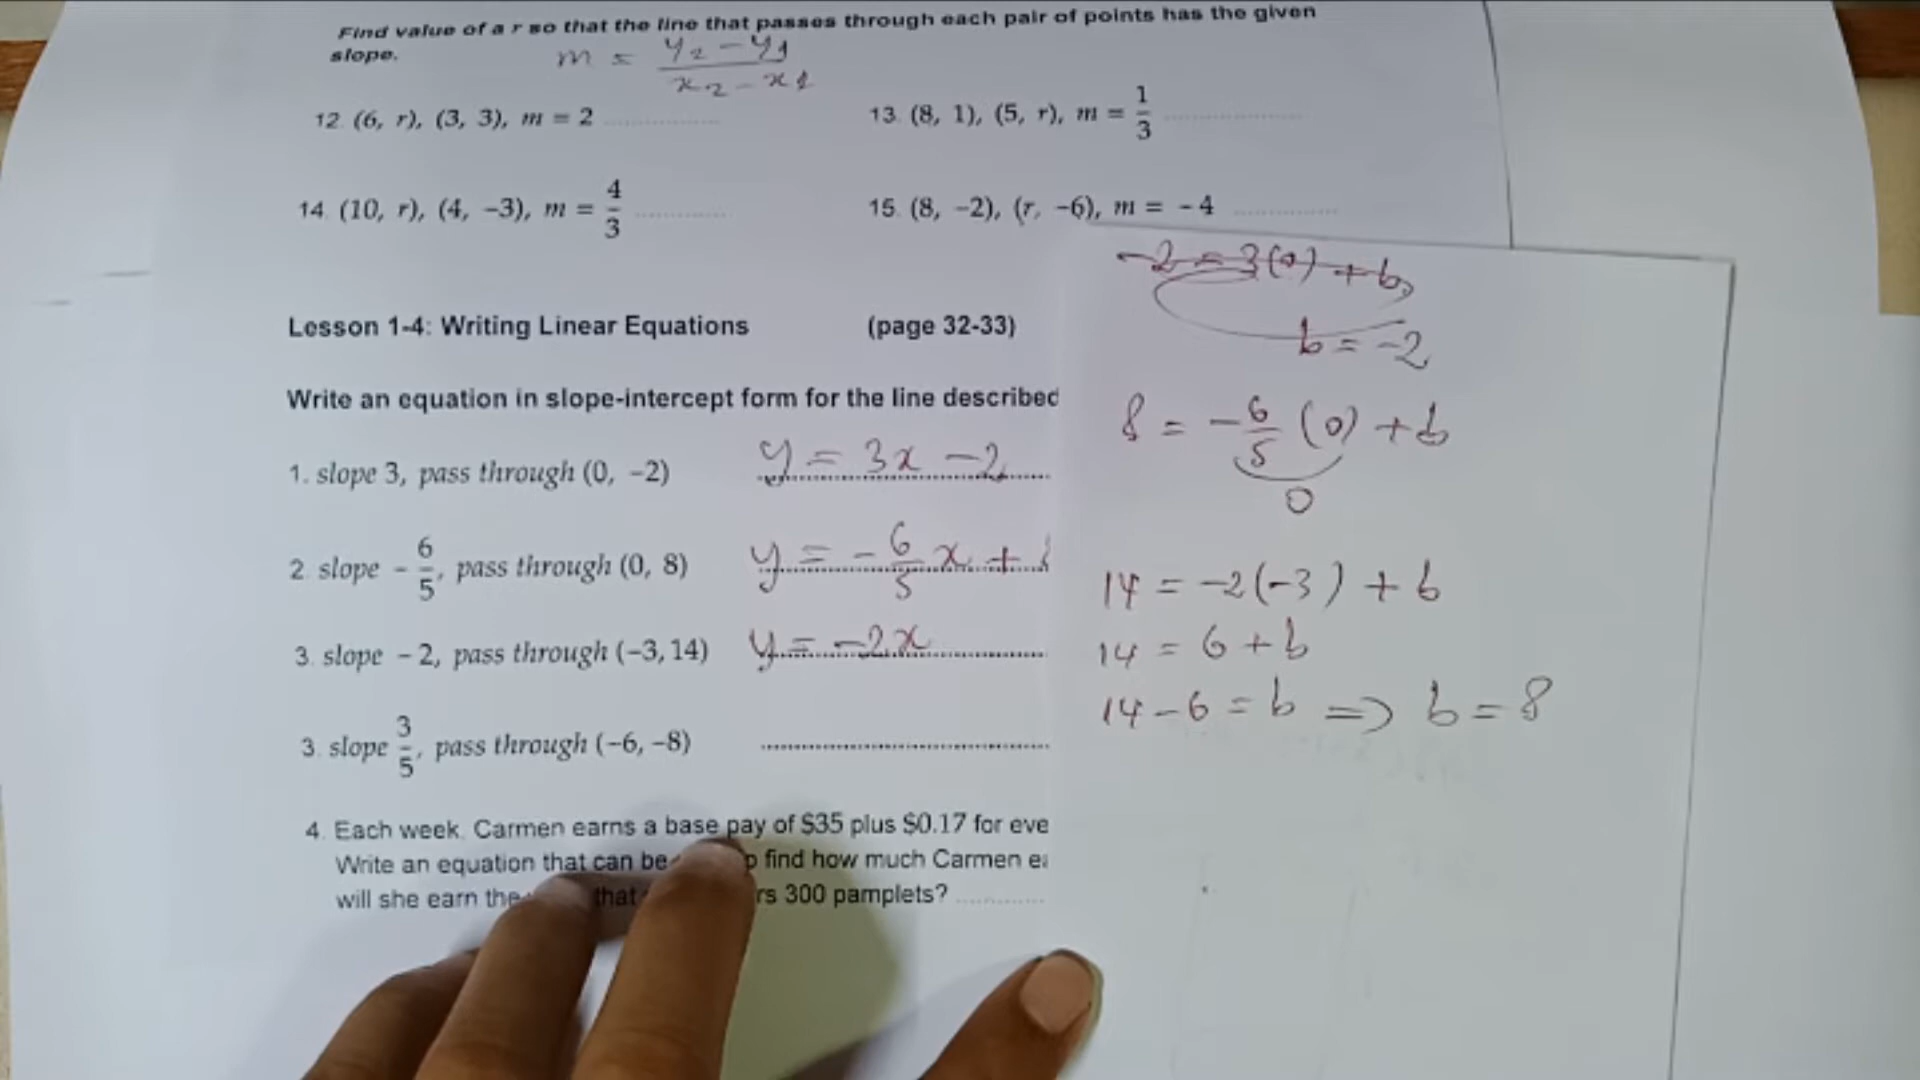 Find value of a r so that the line that passes through each pair of points has the given
slope.
m = y2 - y1 / x2 - x1
12. (6, r), (3, 3), m = 2 ....................
13. (8, 1), (5, r), m = 1/3 ....................
14. (10, r), (4, −3), m = 4/3 ....................
15. (8, −2), (r, −6), m = −4 ....................
Lesson 1-4: Writing Linear Equations (page 32-33)
Write an equation in slope-intercept form for the line described
1. slope 3, pass through (0, −2) y = 3x −2
2. slope −6/5, pass through (0, 8) y = −6/5 x +
3. slope −2, pass through (−3, 14) y = −2x
3. slope 3/5, pass through (−6, −8) ....................
4. Each week, Carmen earns a base pay of $35 plus $0.17 for eve
Write an equation that can be find how much Carmen
will she earn the that rs 300 pamplets? ....................
-2 = 3(0) + b
b = -2
8 = -6/5 (0) + b
0
14 = -2(-3) + b
14 = 6 + b
14 - 6 = b => b = 8